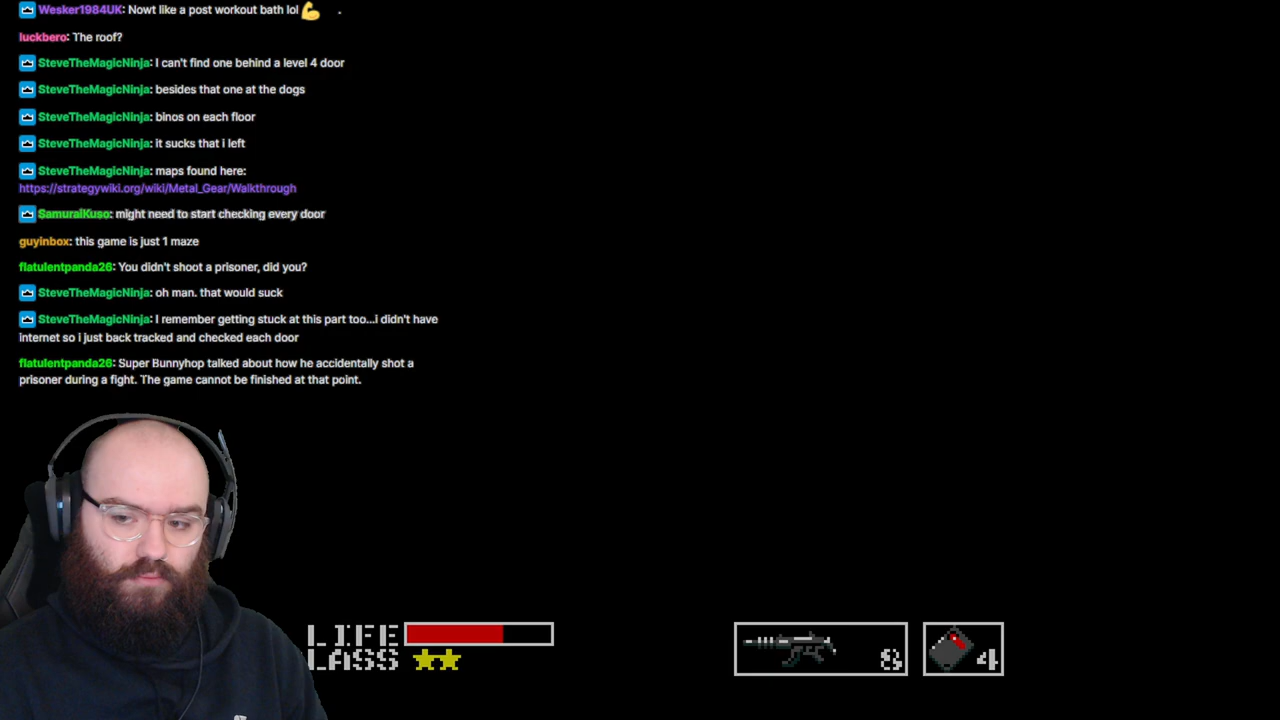 Wesker1984UK: Nowt like a post workout bath lol 💪 .
luckbero: The roof?
SteveTheMagicNinja: I can't find one behind a level 4 door
SteveTheMagicNinja: besides that one at the dogs
SteveTheMagicNinja: binos on each floor
SteveTheMagicNinja: it sucks that i left
SteveTheMagicNinja: maps found here:
https://strategywiki.org/wiki/Metal_Gear/Walkthrough
SamuraiKuso: might need to start checking every door
guyinbox: this game is just 1 maze
flatulentpanda26: You didn't shoot a prisoner, did you?
SteveTheMagicNinja: oh man. that would suck
SteveTheMagicNinja: I remember getting stuck at this part too...i didn't have
internet so i just back tracked and checked each door
flatulentpanda26: Super Bunnyhop talked about how he accidentally shot a
prisoner during a fight. The game cannot be finished at that point.
LIFE
LASS
8
4